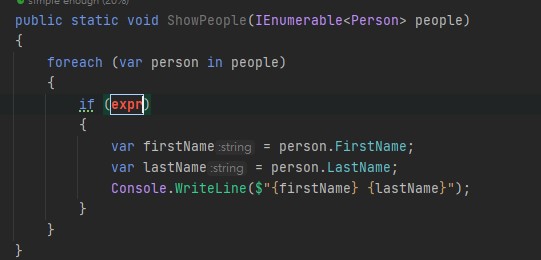 simple enough (20%)
public static void ShowPeople(IEnumerable<Person> people)
{
    foreach (var person in people)
    {
        if (expr)
        {
            var firstName:string = person.FirstName;
            var lastName:string = person.LastName;
            Console.WriteLine($"{firstName} {lastName}");
        }
    }
}